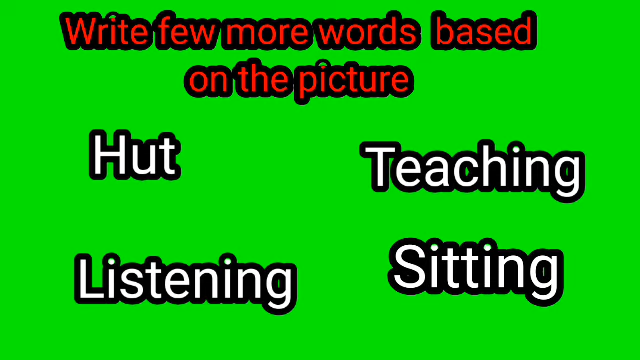 Write few more words based
on the picture
Hut
Teaching
Listening
Sitting